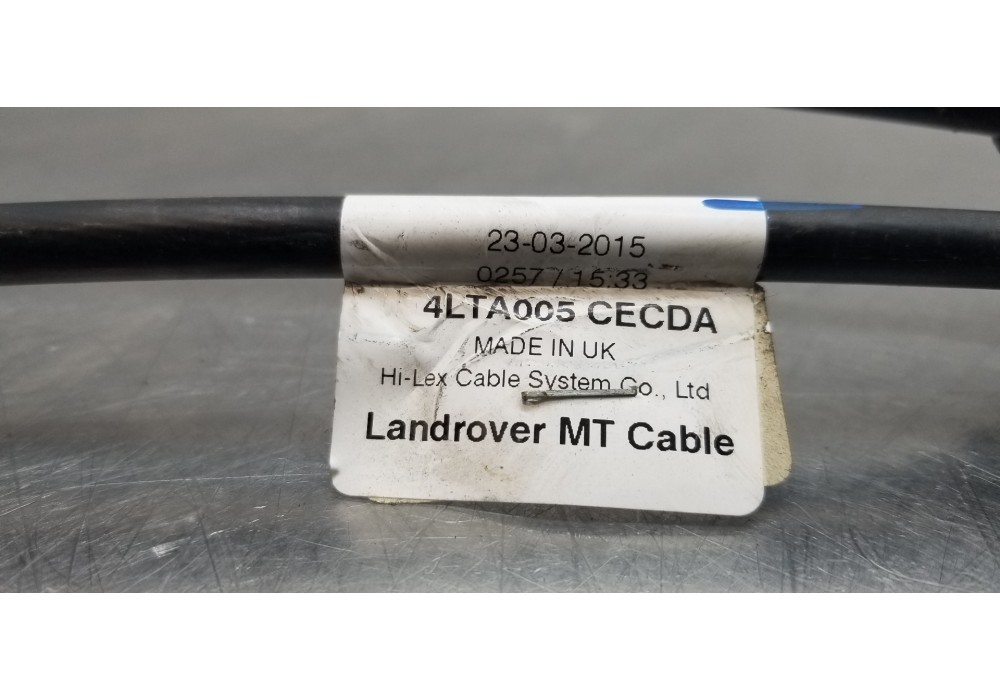 23-03-2015
0257 / 15:33
4LTA005 CECDA
MADE IN UK
Hi-Lex Cable System Co., Ltd
Landrover MT Cable